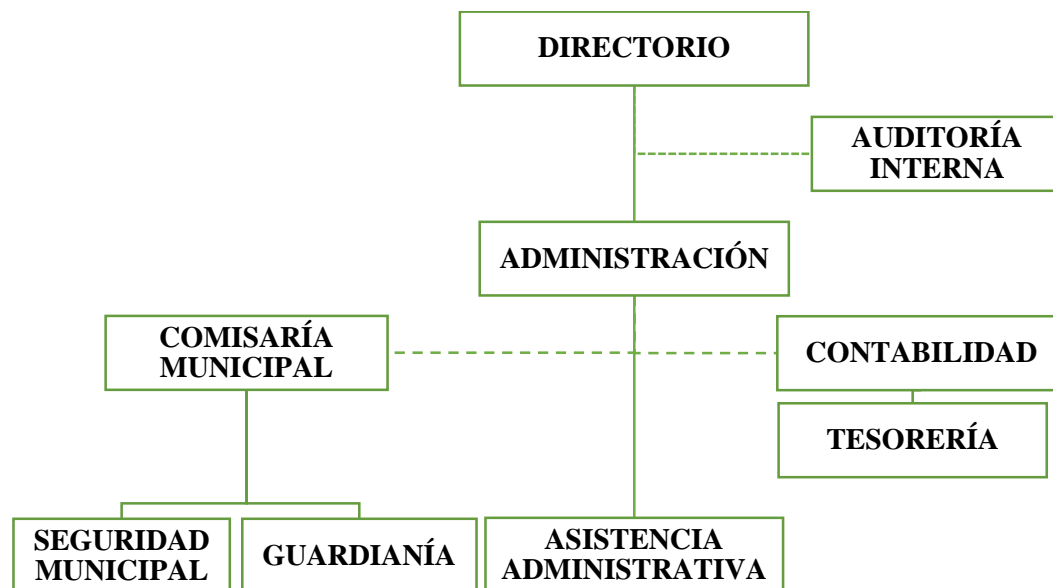 DIRECTORIO
AUDITORÍA
INTERNA
ADMINISTRACIÓN
COMISARÍA
MUNICIPAL
CONTABILIDAD
TESORERÍA
SEGURIDAD
MUNICIPAL
GUARDIANÍA
ASISTENCIA
ADMINISTRATIVA